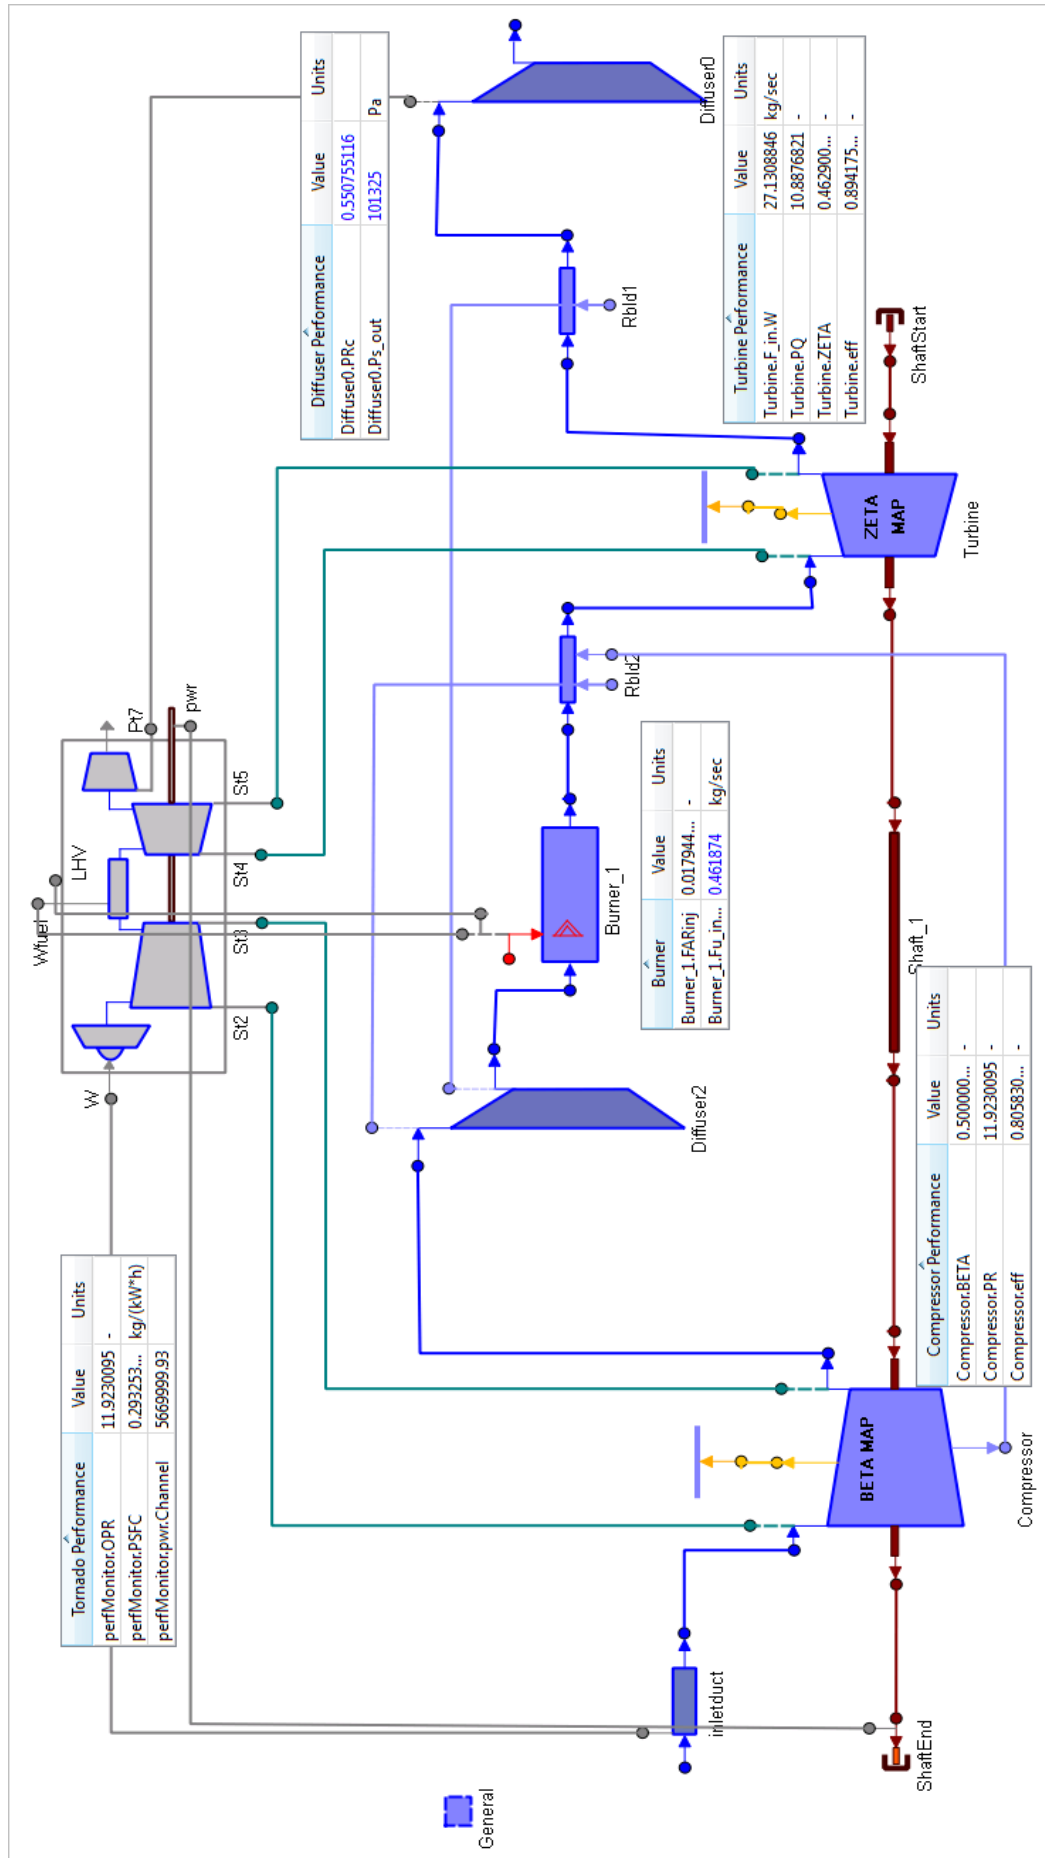 General
Tornado Performance Value Units
perfMonitor.OPR 11.9230095 -
perfMonitor.PSFC 0.293253... kg/(kW*h)
perfMonitor.pwr.Channel 5669999.93
W
Wfuel
LHV
St2
St3
St4
St5
Pt7
pwr
Diffuser Performance Value Units
Diffuser0.PRc 0.550755116
Diffuser0.Ps_out 101325 Pa
Diffuser0
inletduct
Diffuser2
Burner_1
Rbld2
Rbld1
Burner Value Units
Burner_1.FARinj 0.017944... -
Burner_1.Fu_in... 0.461874 kg/sec
Turbine Performance Value Units
Turbine.F_in.W 27.1308846 kg/sec
Turbine.PQ 10.8876821 -
Turbine.ZETA 0.462900... -
Turbine.eff 0.894175... -
ShaftEnd
BETA MAP
Compressor
Shaft_1
ZETA
MAP
Turbine
ShaftStart
Compressor Performance Value Units
Compressor.BETA 0.500000... -
Compressor.PR 11.9230095 -
Compressor.eff 0.805830... -